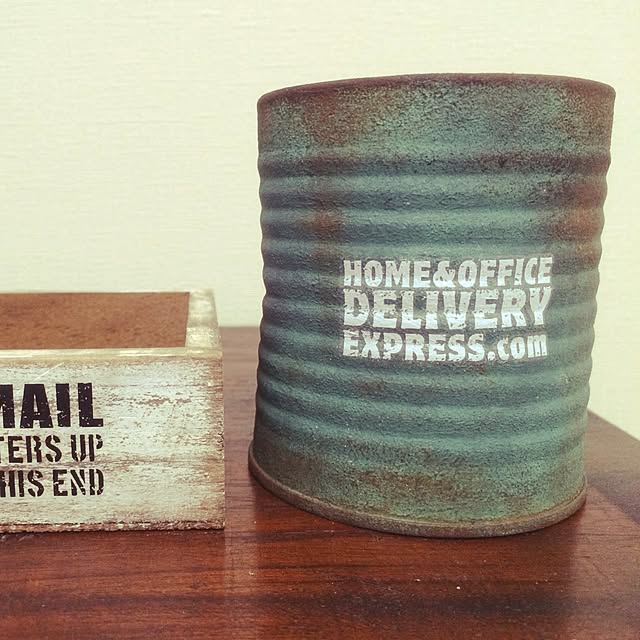 HOME&OFFICE
DELIVERY
EXPRESS.com
MAIL
TERS UP
HIS END